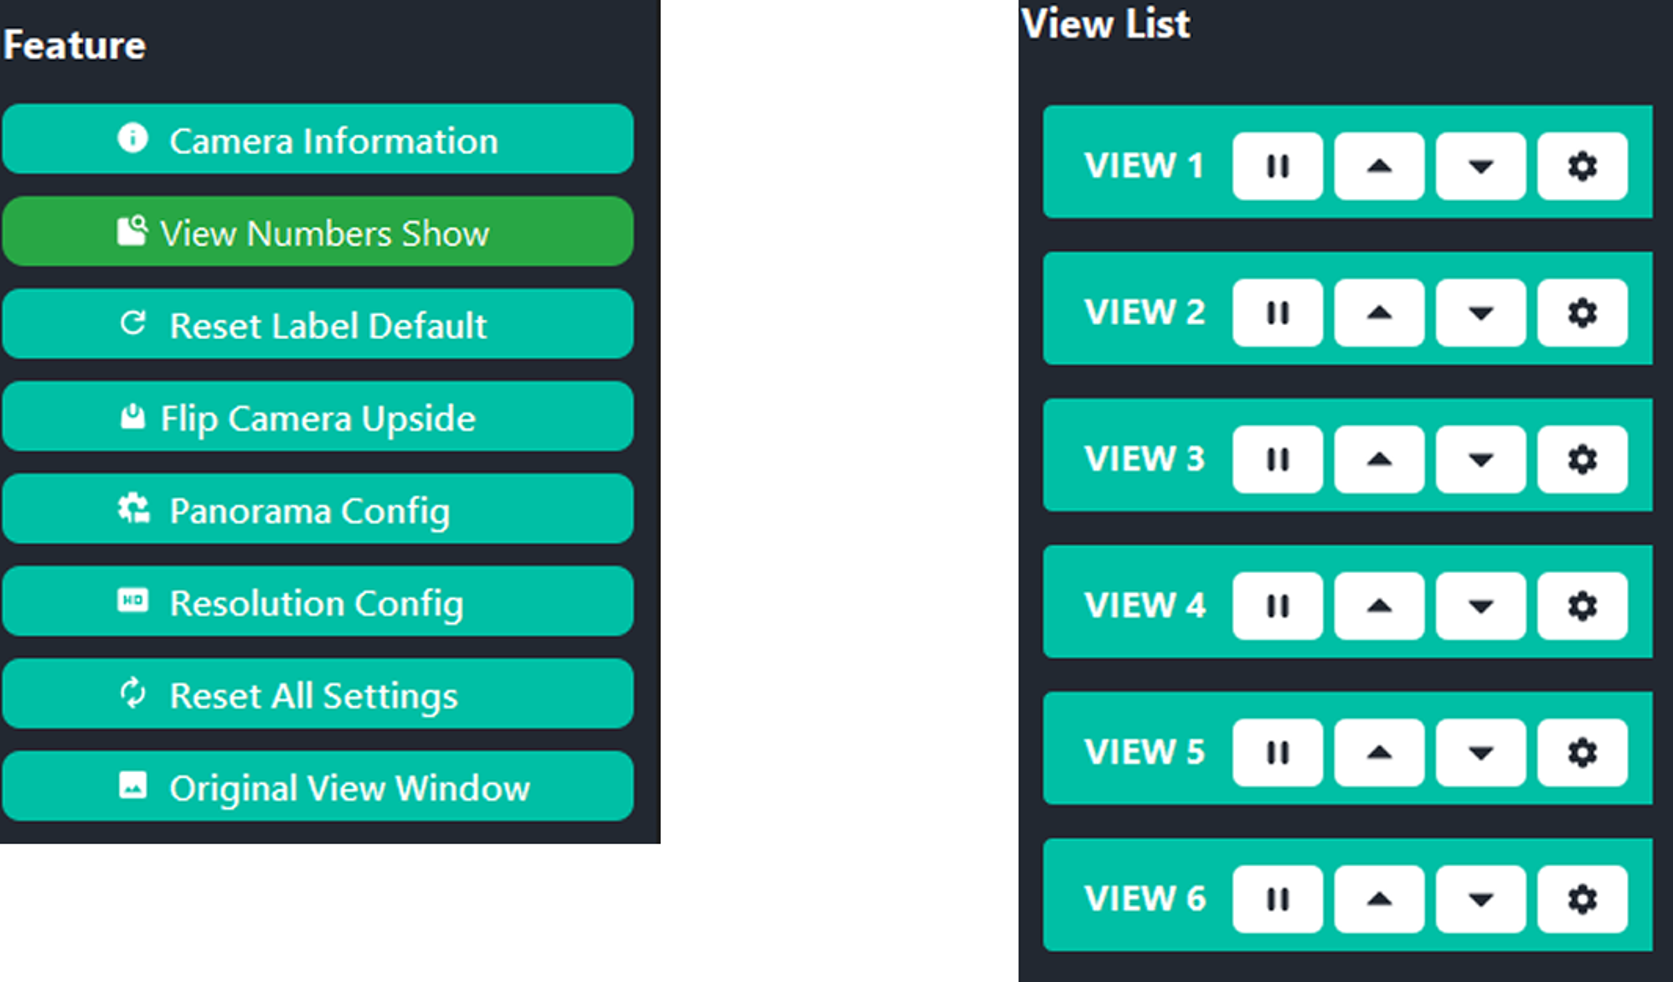 Feature
Camera Information
View Numbers Show
Reset Label Default
Flip Camera Upside
Panorama Config
HD Resolution Config
Reset All Settings
Original View Window
View List
VIEW 1
VIEW 2
VIEW 3
VIEW 4
VIEW 5
VIEW 6